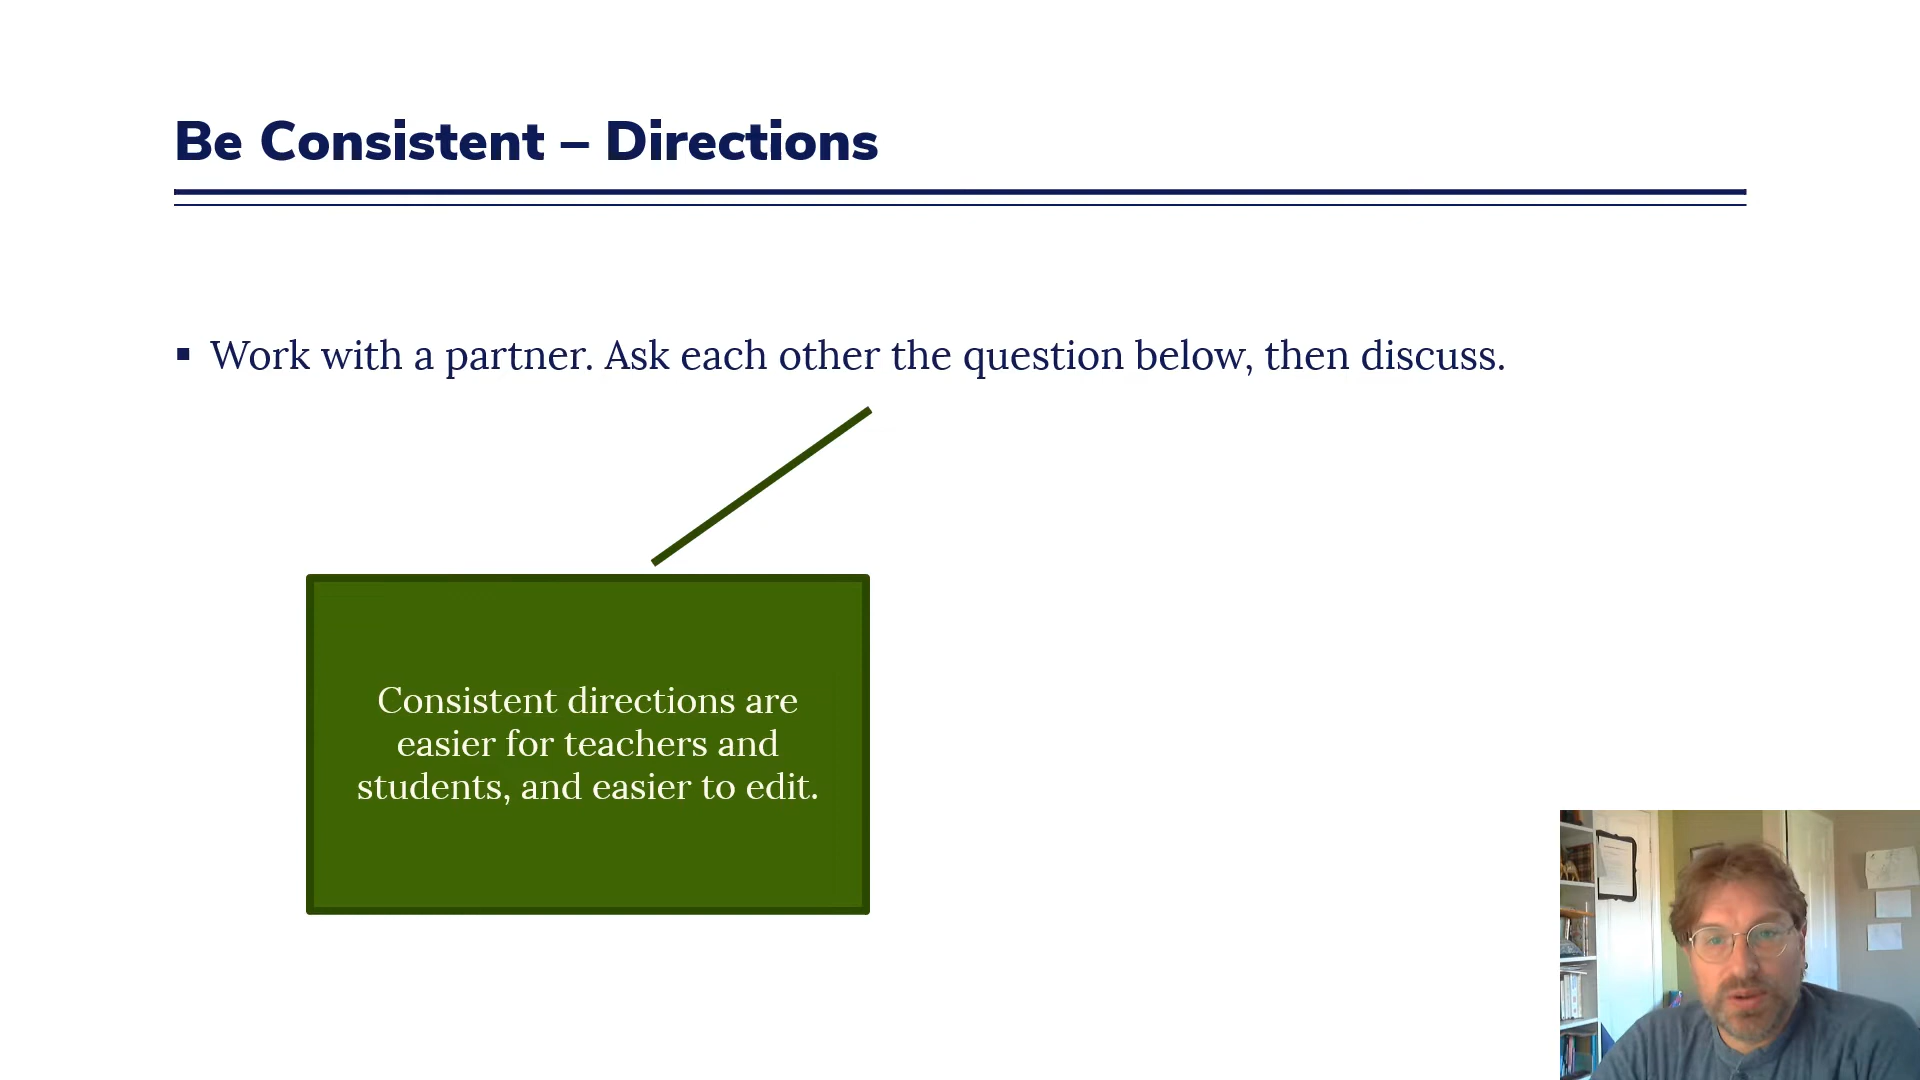 Be Consistent – Directions
▪ Work with a partner. Ask each other the question below, then discuss.
Consistent directions are
easier for teachers and
students, and easier to edit.